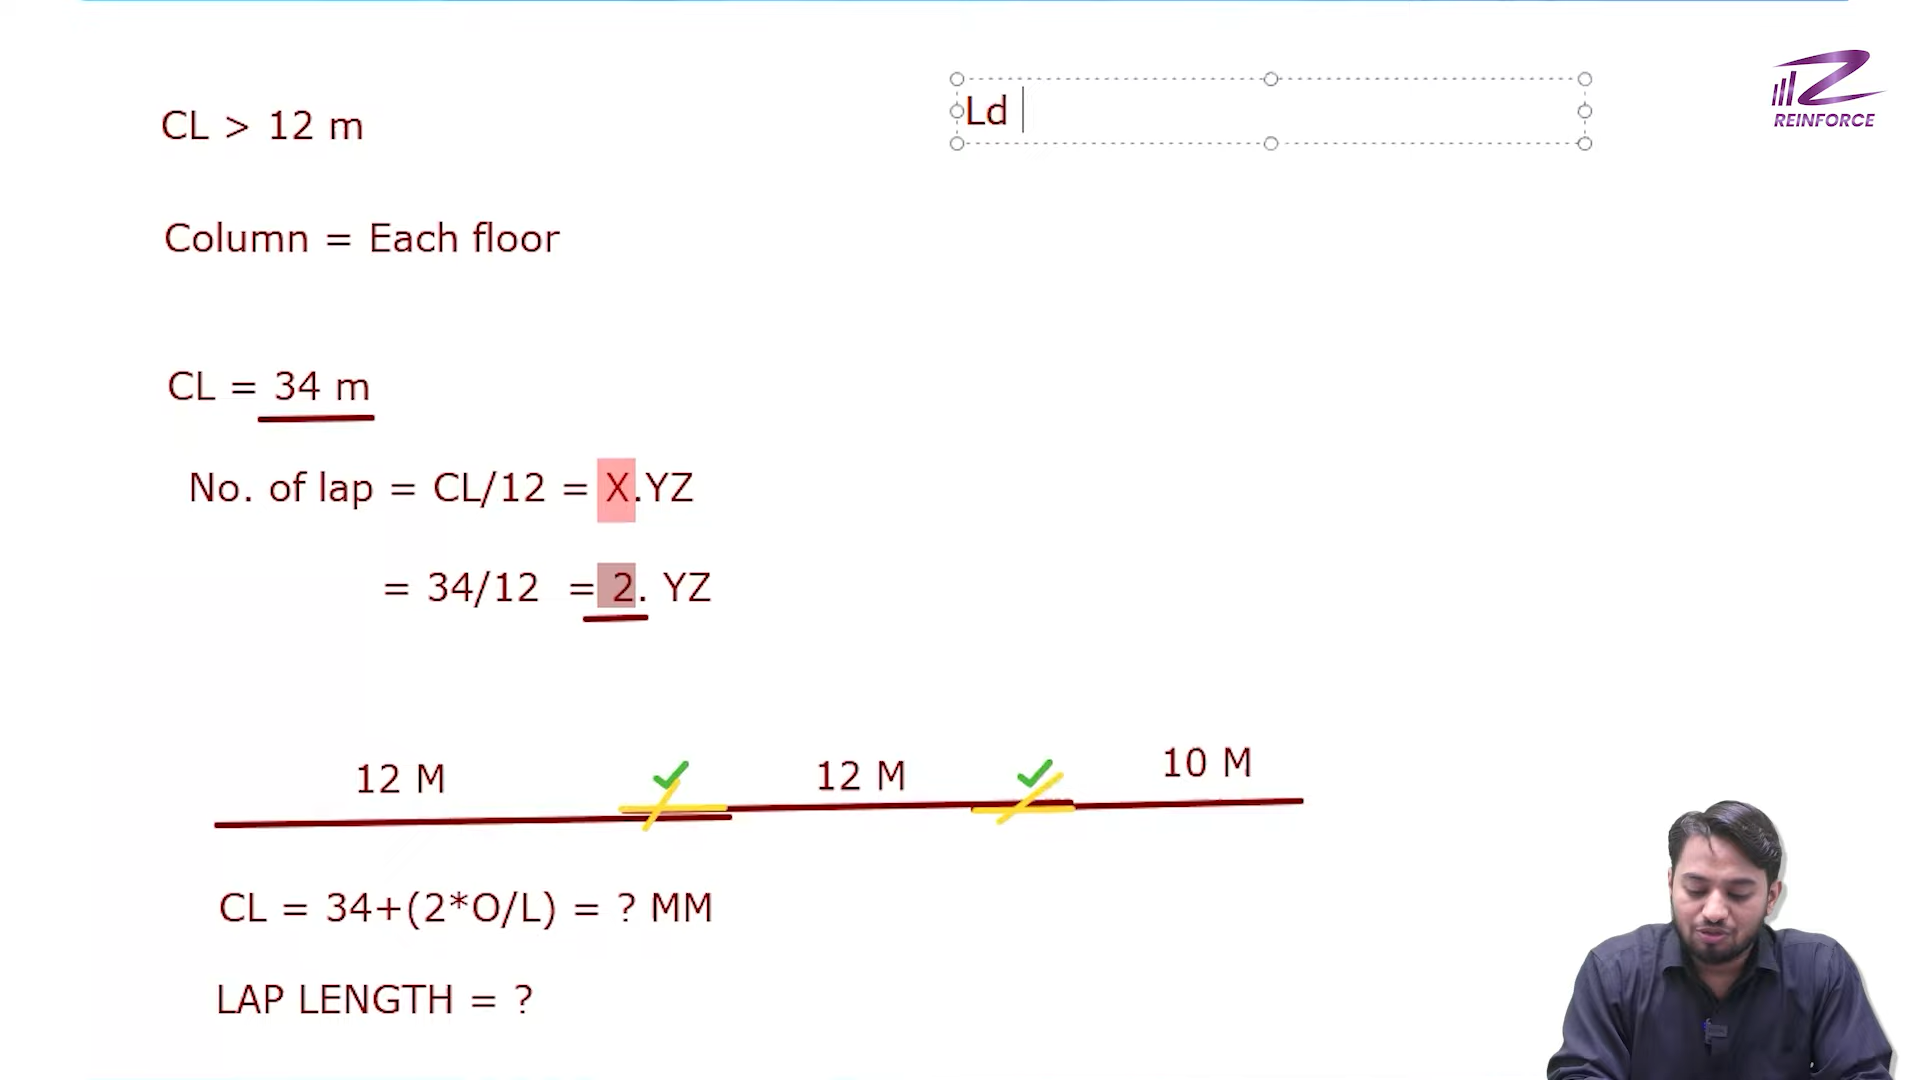 CL > 12 m
Ld
REINFORCE
Column = Each floor
CL = 34 m
No. of lap = CL/12 = X.YZ
= 34/12 = 2. YZ
12 M
12 M
10 M
CL = 34+(2*O/L) = ? MM
LAP LENGTH = ?